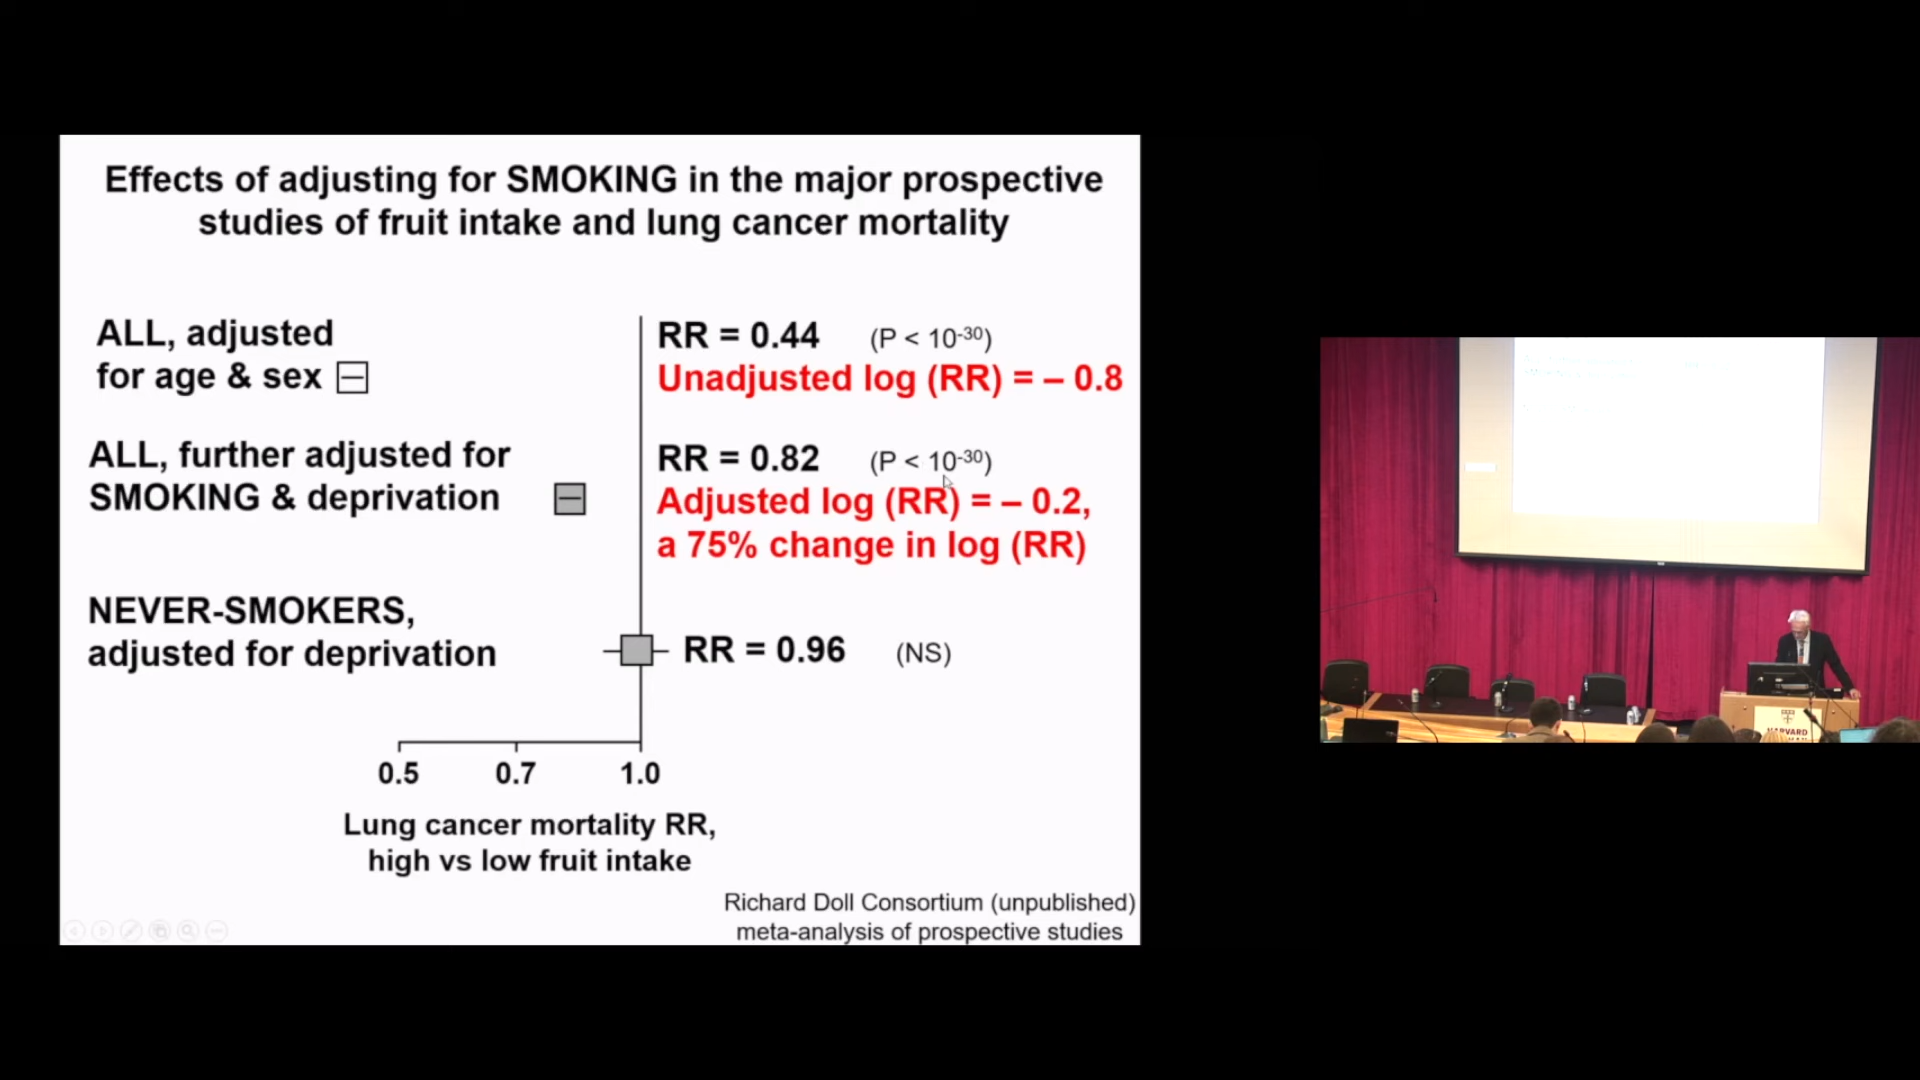 Effects of adjusting for SMOKING in the major prospective
studies of fruit intake and lung cancer mortality
ALL, adjusted
for age & sex
RR = 0.44 (P < 10⁻³⁰)
Unadjusted log (RR) = – 0.8
ALL, further adjusted for
SMOKING & deprivation
RR = 0.82 (P < 10⁻³⁰)
Adjusted log (RR) = – 0.2,
a 75% change in log (RR)
NEVER-SMOKERS,
adjusted for deprivation
RR = 0.96 (NS)
0.5 0.7 1.0
Lung cancer mortality RR,
high vs low fruit intake
Richard Doll Consortium (unpublished)
meta-analysis of prospective studies
HARVARD